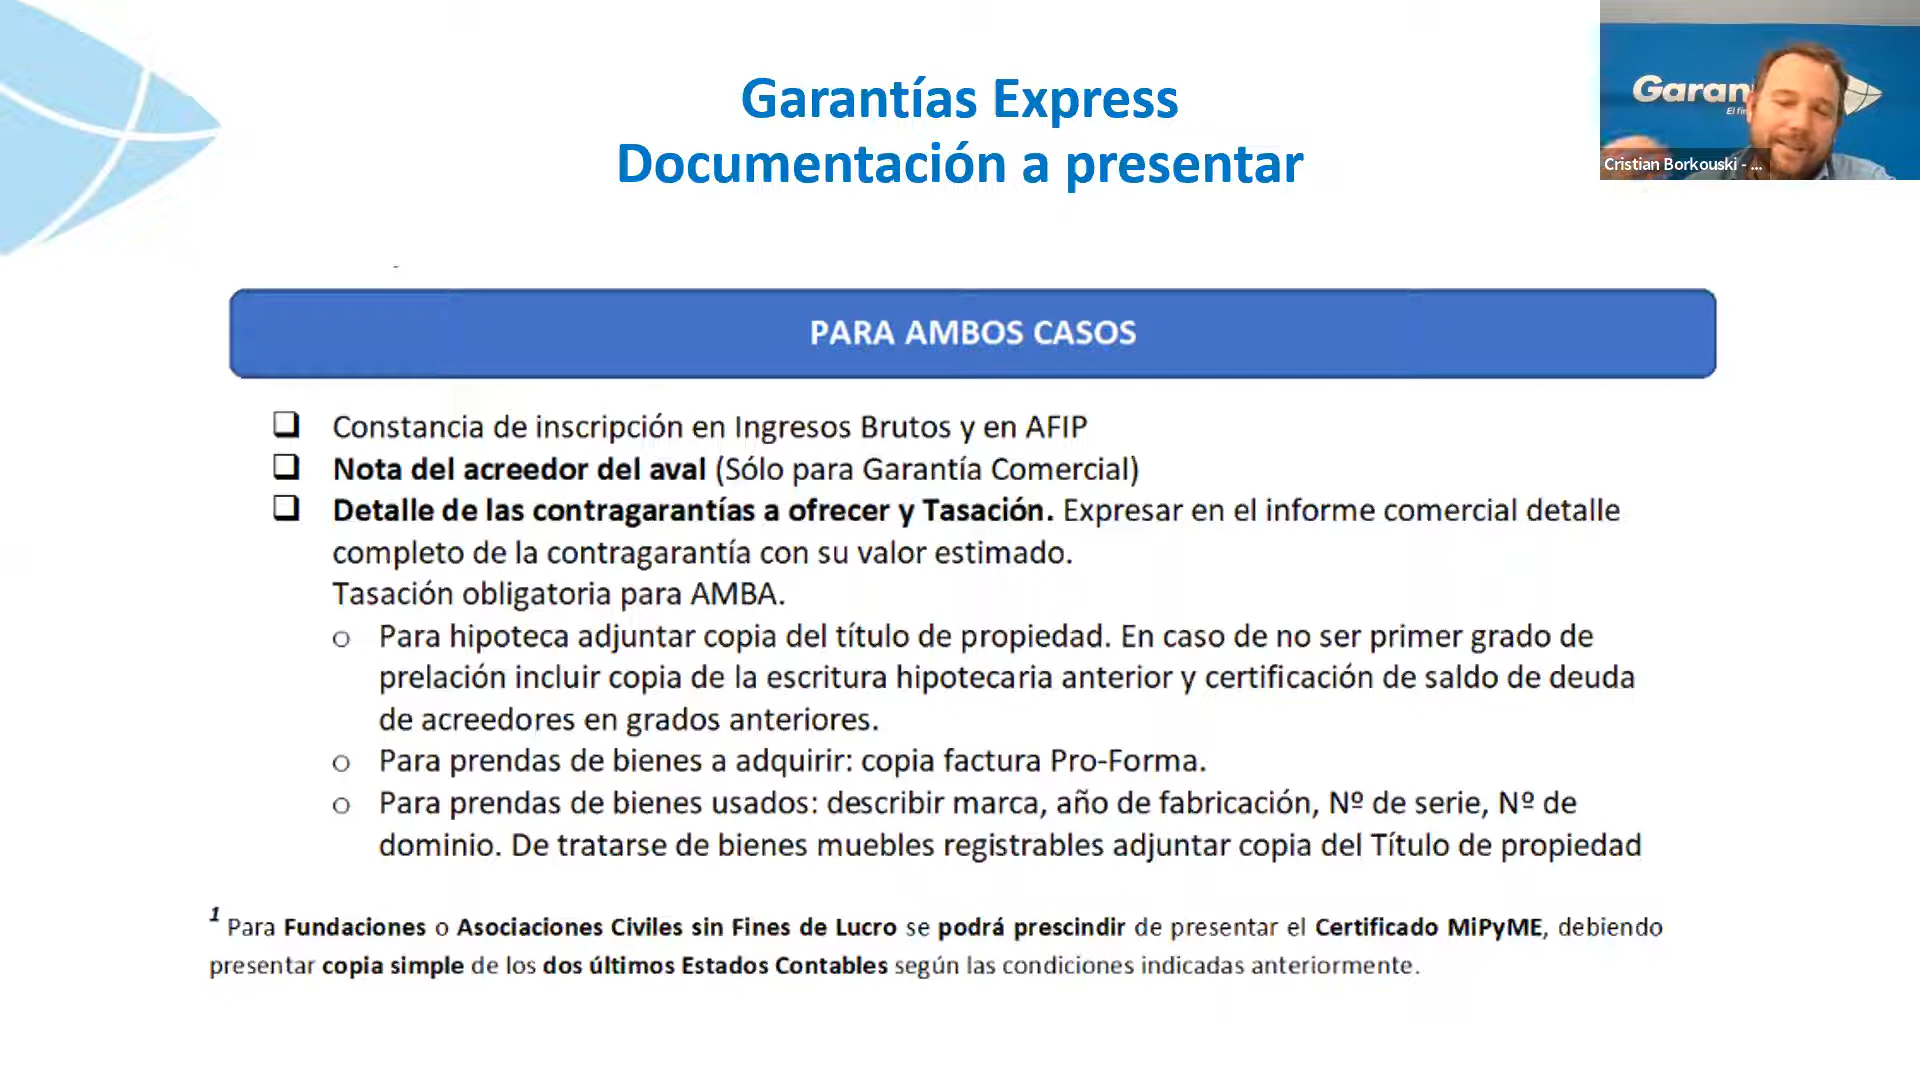 Garantías Express
Documentación a presentar
Garan
El fi
Cristian Borkouski - ...
PARA AMBOS CASOS
Constancia de inscripción en Ingresos Brutos y en AFIP
Nota del acreedor del aval (Sólo para Garantía Comercial)
Detalle de las contragarantías a ofrecer y Tasación. Expresar en el informe comercial detalle
completo de la contragarantía con su valor estimado.
Tasación obligatoria para AMBA.
o Para hipoteca adjuntar copia del título de propiedad. En caso de no ser primer grado de
prelación incluir copia de la escritura hipotecaria anterior y certificación de saldo de deuda
de acreedores en grados anteriores.
o Para prendas de bienes a adquirir: copia factura Pro-Forma.
o Para prendas de bienes usados: describir marca, año de fabricación, Nº de serie, Nº de
dominio. De tratarse de bienes muebles registrables adjuntar copia del Título de propiedad
1 Para Fundaciones o Asociaciones Civiles sin Fines de Lucro se podrá prescindir de presentar el Certificado MiPyME, debiendo
presentar copia simple de los dos últimos Estados Contables según las condiciones indicadas anteriormente.